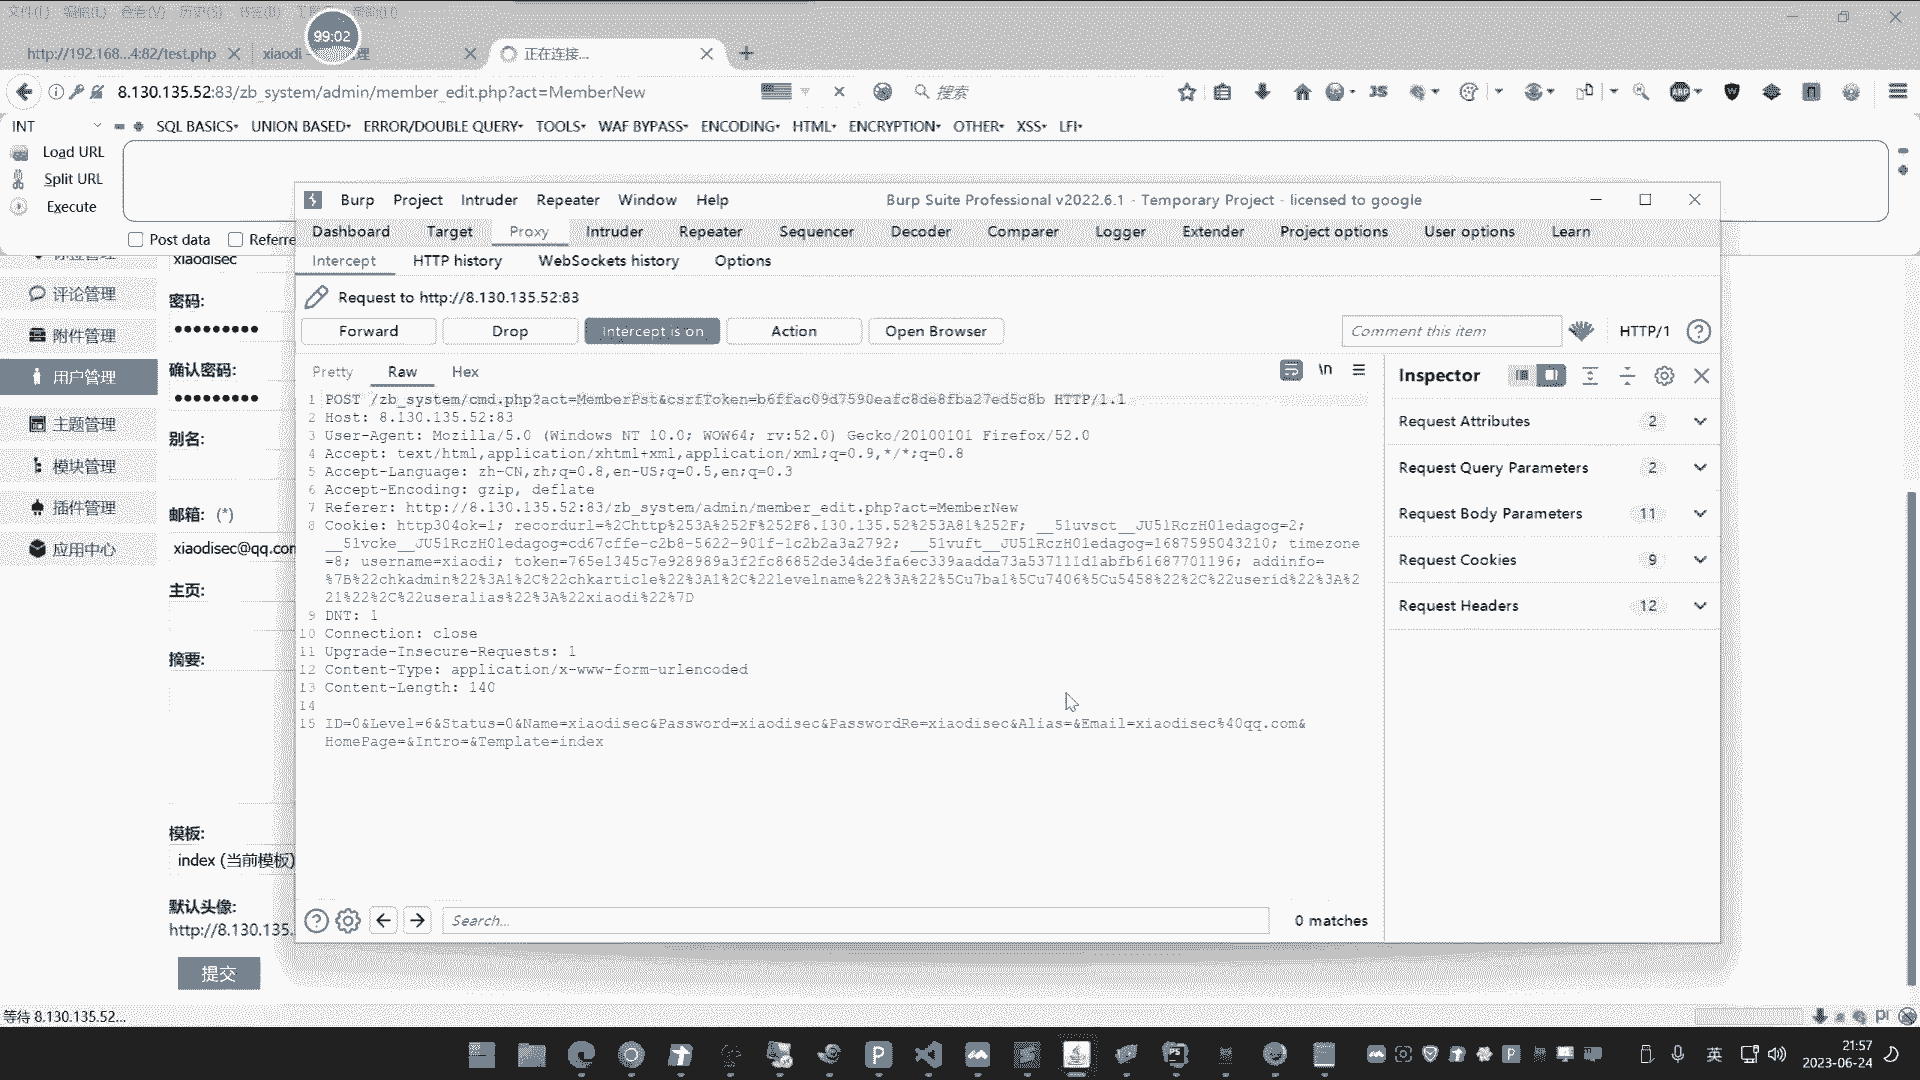 文件(F) 编辑(E) 查看(V) 历史(S) 书签(B) 工具(T) 帮助(H)
99:02
http://192.168...4:82/test.php
xiaodi
理
正在连接...
8.130.135.52:83/zb_system/admin/member_edit.php?act=MemberNew
搜索
INT
SQL BASICS
UNION BASED
ERROR/DOUBLE QUERY
TOOLS
WAF BYPASS
ENCODING
HTML
ENCRYPTION
OTHER
XSS
LFI
Load URL
Split URL
Execute
Post data
Referre
Burp Project Intruder Repeater Window Help
Burp Suite Professional v2022.6.1 - Temporary Project - licensed to google
Dashboard Target Proxy Intruder Repeater Sequencer Decoder Comparer Logger Extender Project options User options Learn
Intercept HTTP history WebSockets history Options
Request to http://8.130.135.52:83
Forward Drop Intercept is on Action Open Browser
Comment this item
HTTP/1
Pretty Raw Hex
\n
1 POST /zb_system/cmd.php?act=MemberPst&csrfToken=b6ffac09d7590eafc8de8fba27ed5c8b HTTP/1.1
2 Host: 8.130.135.52:83
3 User-Agent: Mozilla/5.0 (Windows NT 10.0; WOW64; rv:52.0) Gecko/20100101 Firefox/52.0
4 Accept: text/html,application/xhtml+xml,application/xml;q=0.9,*/*;q=0.8
5 Accept-Language: zh-CN,zh;q=0.8,en-US;q=0.5,en;q=0.3
6 Accept-Encoding: gzip, deflate
7 Referer: http://8.130.135.52:83/zb_system/admin/member_edit.php?act=MemberNew
8 Cookie: http304ok=1; recordurl=%2Chttp%253A%252F%252F8.130.135.52%253A81%252F; __51uvsct__JU51RczH01edagog=2;
__51vcke__JU51RczH01edagog=cd67cffe-c2b8-5622-901f-1c2b2a3a2792; __51vuft__JU51RczH01edagog=1687595043210; timezone
=8; username=xiaodi; token=765e1345c7e928989a3f2fc86852de34de3fa6ec339aadda73a537111d1abfb61687701196; addinfo=
%7B%22chkadmin%22%3A1%2C%22chkarticle%22%3A1%2C%22levelname%22%3A%22%5Cu7ba1%5Cu7406%5Cu5458%22%2C%22userid%22%3A%2
21%22%2C%22useralias%22%3A%22xiaodi%22%7D
9 DNT: 1
10 Connection: close
11 Upgrade-Insecure-Requests: 1
12 Content-Type: application/x-www-form-urlencoded
13 Content-Length: 140
14
15 ID=0&Level=6&Status=0&Name=xiaodisec&Password=xiaodisec&PasswordRe=xiaodisec&Alias=&Email=xiaodisec%40qq.com&
HomePage=&Intro=&Template=index
Search...
0 matches
Inspector
Request Attributes 2
Request Query Parameters 2
Request Body Parameters 11
Request Cookies 9
Request Headers 12
评论管理
附件管理
用户管理
主题管理
模块管理
插件管理
应用中心
xiaodisec
密码:
确认密码:
别名:
邮箱: (*)
xiaodisec@qq.com
主页:
摘要:
模板:
index (当前模板)
默认头像:
http://8.130.135.
提交
等待 8.130.135.52...
英
21:57
2023-06-24